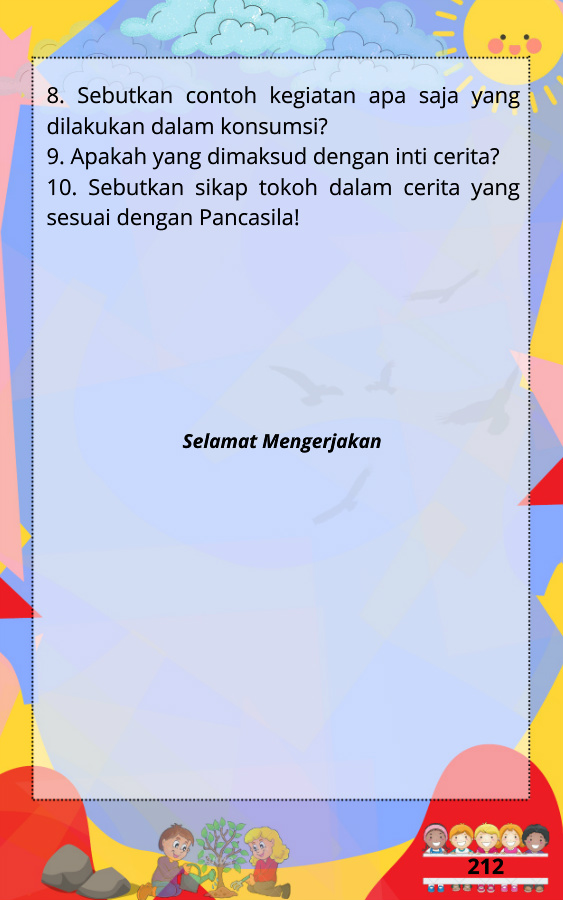 8. Sebutkan contoh kegiatan apa saja yang
dilakukan dalam konsumsi?
9. Apakah yang dimaksud dengan inti cerita?
10. Sebutkan sikap tokoh dalam cerita yang
sesuai dengan Pancasila!
Selamat Mengerjakan
212